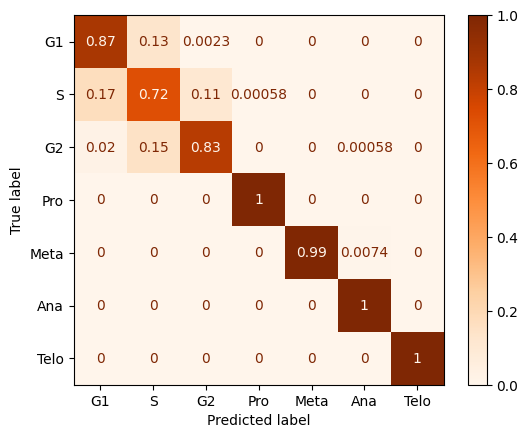 G1 0.87 0.13 0.0023 0 0 0 0
S 0.17 0.72 0.11 0.00058 0 0 0
G2 0.02 0.15 0.83 0 0 0.00058 0
Pro 0 0 0 1 0 0 0
Meta 0 0 0 0 0.99 0.0074 0
Ana 0 0 0 0 0 1 0
Telo 0 0 0 0 0 0 1
G1 S G2 Pro Meta Ana Telo
Predicted label
True label
1.0
0.8
0.6
0.4
0.2
0.0